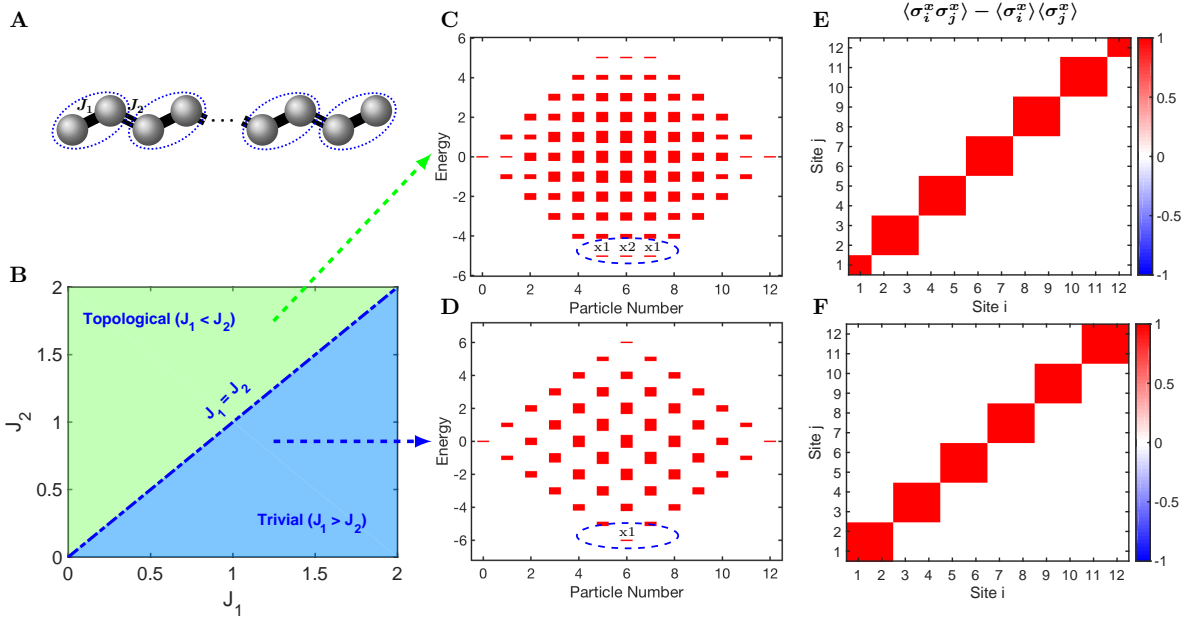 A
J₁
J₂
B
2
1.5
1
0.5
0
J₂
Topological (J₁ < J₂)
J₁ = J₂
Trivial (J₁ > J₂)
0
0.5
1
1.5
2
J₁
C
6
4
2
0
-2
-4
-6
Energy
x1 x2 x1
0 2 4 6 8 10 12
Particle Number
D
6
4
2
0
-2
-4
-6
Energy
x1
0 2 4 6 8 10 12
Particle Number
E
⟨σᵢˣσⱼˣ⟩ − ⟨σᵢˣ⟩⟨σⱼˣ⟩
12
11
10
9
8
7
6
5
4
3
2
1
Site j
1 2 3 4 5 6 7 8 9 10 11 12
Site i
1
0.5
0
-0.5
-1
F
12
11
10
9
8
7
6
5
4
3
2
1
Site j
1 2 3 4 5 6 7 8 9 10 11 12
Site i
1
0.5
0
-0.5
-1